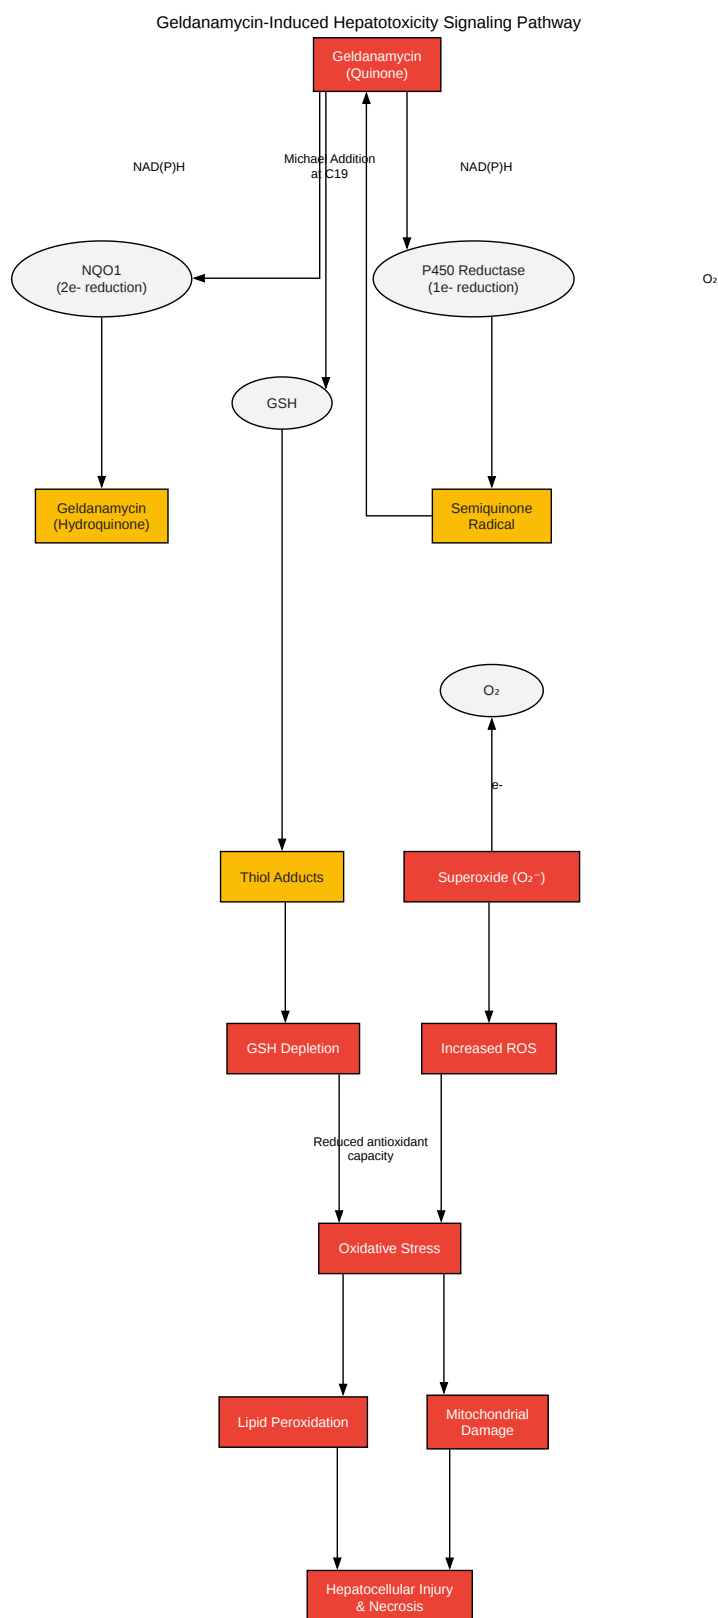 Geldanamycin-Induced Hepatotoxicity Signaling Pathway
Geldanamycin
(Quinone)
NAD(P)H
Michael Addition
at C19
NAD(P)H
NQO1
(2e- reduction)
P450 Reductase
(1e- reduction)
O₂
GSH
Geldanamycin
(Hydroquinone)
Semiquinone
Radical
O₂
e-
Thiol Adducts
Superoxide (O₂⁻)
GSH Depletion
Increased ROS
Reduced antioxidant
capacity
Oxidative Stress
Lipid Peroxidation
Mitochondrial
Damage
Hepatocellular Injury
& Necrosis